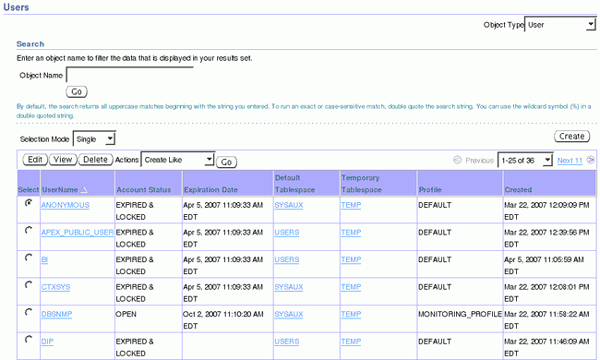 Users
Object Type User
Search
Enter an object name to filter the data that is displayed in your results set.
Object Name
Go
By default, the search returns all uppercase matches beginning with the string you entered. To run an exact or case-sensitive match, double quote the search string. You can use the wildcard symbol (%) in a
double quoted string.
Selection Mode Single
Create
Edit View Delete Actions Create Like Go Previous 1-25 of 36 Next 11
Select UserName Account Status Expiration Date Default Tablespace Temporary Tablespace Profile Created
ANONYMOUS EXPIRED & LOCKED Apr 5, 2007 11:09:33 AM EDT SYSAUX TEMP DEFAULT Mar 22, 2007 12:09:09 PM EDT
APEX_PUBLIC_USER EXPIRED & LOCKED Apr 5, 2007 11:09:33 AM EDT USERS TEMP DEFAULT Mar 22, 2007 12:39:56 PM EDT
BI EXPIRED & LOCKED Apr 5, 2007 11:09:33 AM EDT USERS TEMP DEFAULT Apr 5, 2007 11:05:59 AM EDT
CTXSYS EXPIRED & LOCKED Apr 5, 2007 11:09:33 AM EDT SYSAUX TEMP DEFAULT Mar 22, 2007 12:08:01 PM EDT
DBSNMP OPEN Oct 2, 2007 11:10:20 AM EDT SYSAUX TEMP MONITORING_PROFILE Mar 22, 2007 11:58:22 AM EDT
DIP EXPIRED & LOCKED USERS TEMP DEFAULT Mar 22, 2007 11:46:09 AM EDT